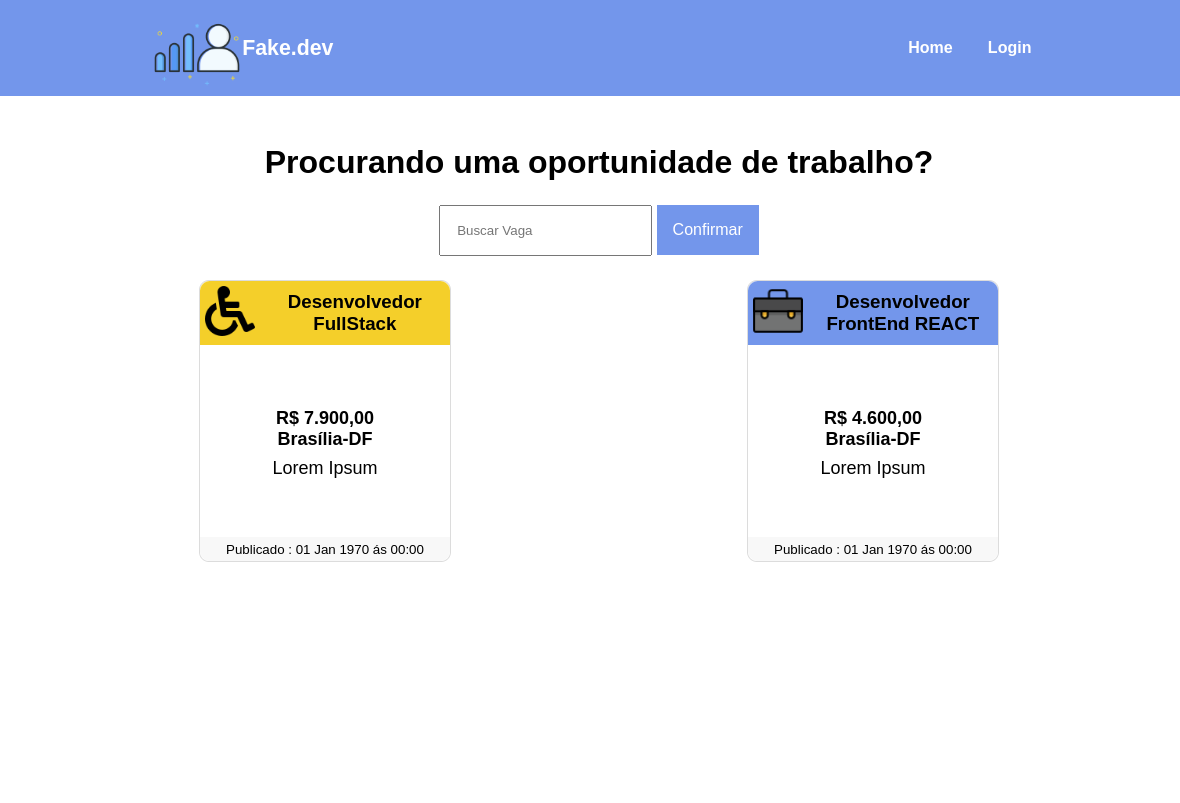 Fake.dev
Home
Login
Procurando uma oportunidade de trabalho?
Buscar Vaga
Confirmar
Desenvolvedor
FullStack
R$ 7.900,00
Brasília-DF
Lorem Ipsum
Publicado : 01 Jan 1970 ás 00:00
Desenvolvedor
FrontEnd REACT
R$ 4.600,00
Brasília-DF
Lorem Ipsum
Publicado : 01 Jan 1970 ás 00:00